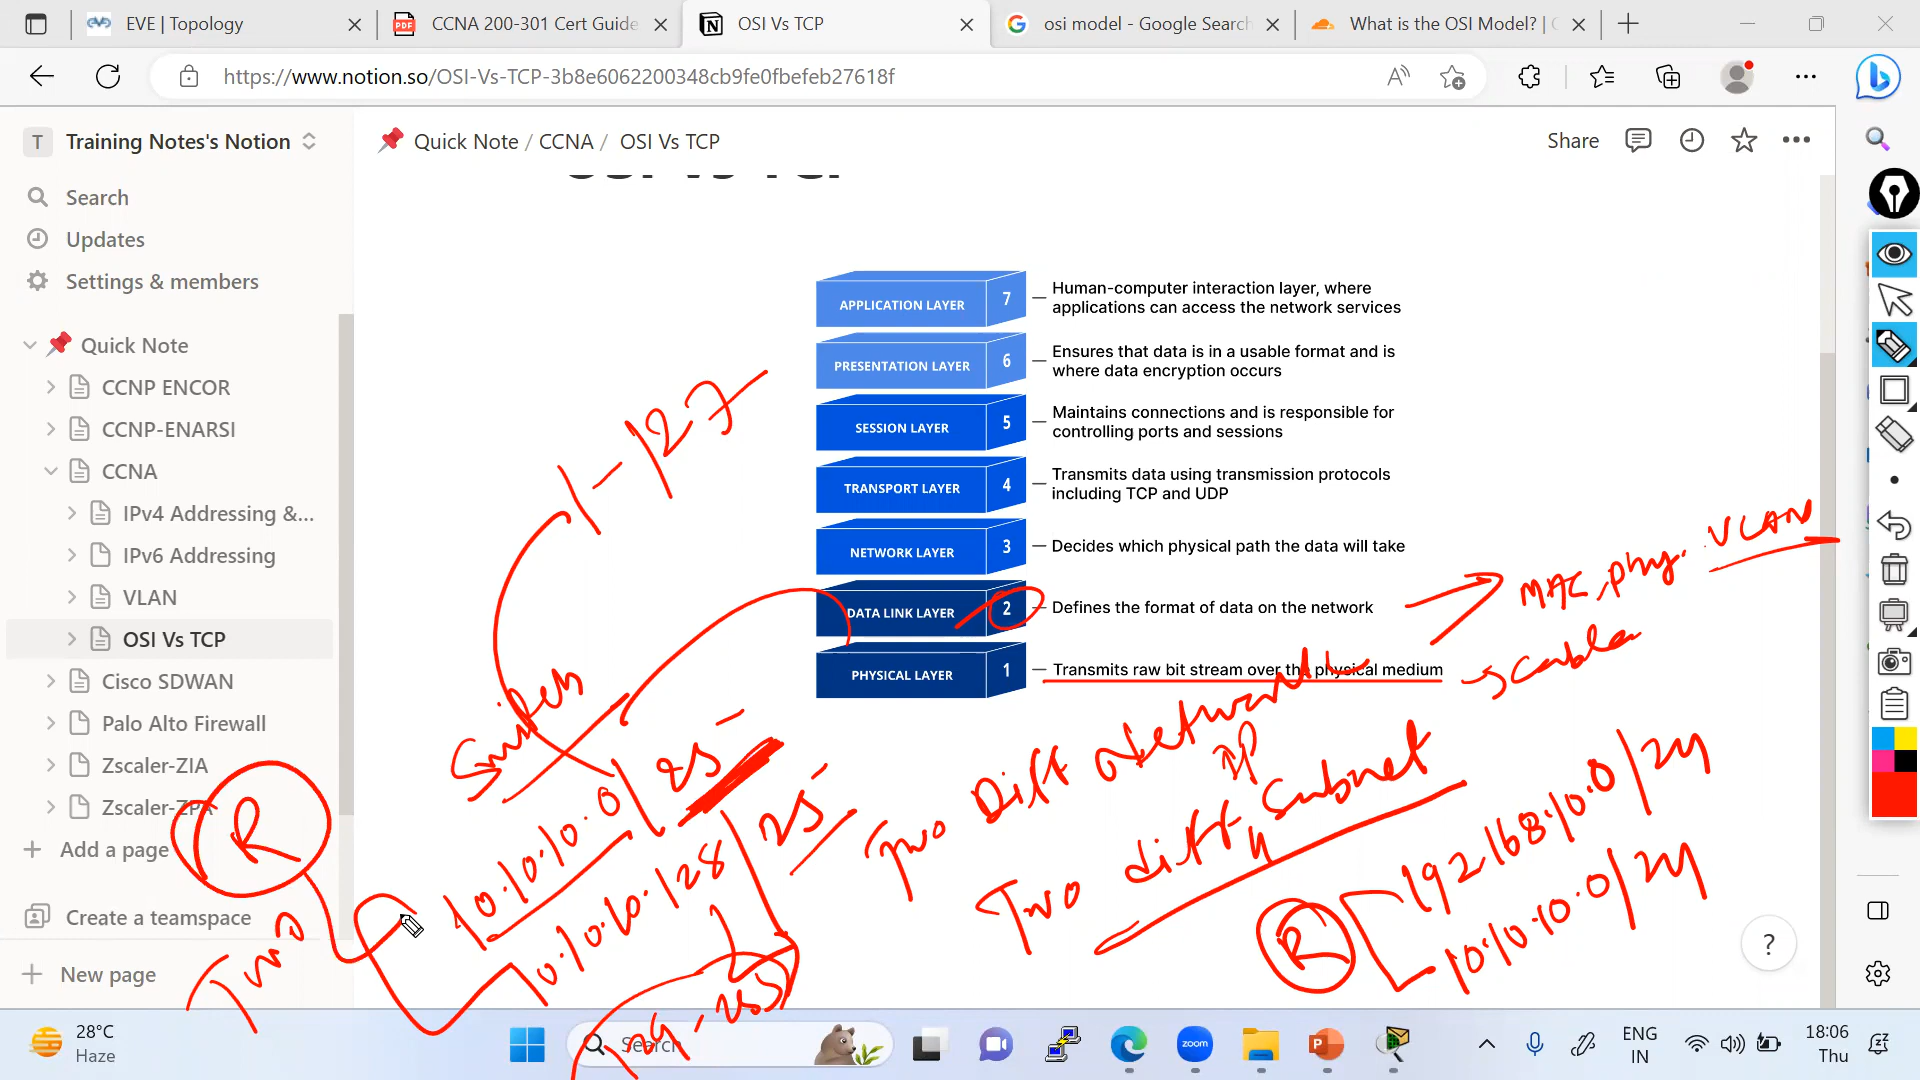 EVE | Topology
CCNA 200-301 Cert Guide
OSI Vs TCP
osi model - Google Search
What is the OSI Model? |
https://www.notion.so/OSI-Vs-TCP-3b8e6062200348cb9fe0fbefeb27618f
T Training Notes's Notion
Quick Note / CCNA / OSI Vs TCP
Share
Search
Updates
Settings & members
Quick Note
CCNP ENCOR
CCNP-ENARSI
CCNA
IPv4 Addressing &...
IPv6 Addressing
VLAN
OSI Vs TCP
Cisco SDWAN
Palo Alto Firewall
Zscaler-ZIA
Zscaler-ZPA
Add a page
Create a teamspace
New page
OSI Vs TCP
APPLICATION LAYER 7
Human-computer interaction layer, where
applications can access the network services
PRESENTATION LAYER 6
Ensures that data is in a usable format and is
where data encryption occurs
SESSION LAYER 5
Maintains connections and is responsible for
controlling ports and sessions
TRANSPORT LAYER 4
Transmits data using transmission protocols
including TCP and UDP
NETWORK LAYER 3
Decides which physical path the data will take
DATA LINK LAYER 2
Defines the format of data on the network
PHYSICAL LAYER 1
Transmits raw bit stream over the physical medium
1-127
MAC, phy. VLAN
Switch
10.10.10.0/25
10.10.10.128/25
R
Two
Two Diff Network
Two diff Subnet
R
192.168.10.0/24
10.10.10.0/24
?
28°C
Haze
Search
zoom
ENG
IN
18:06
Thu